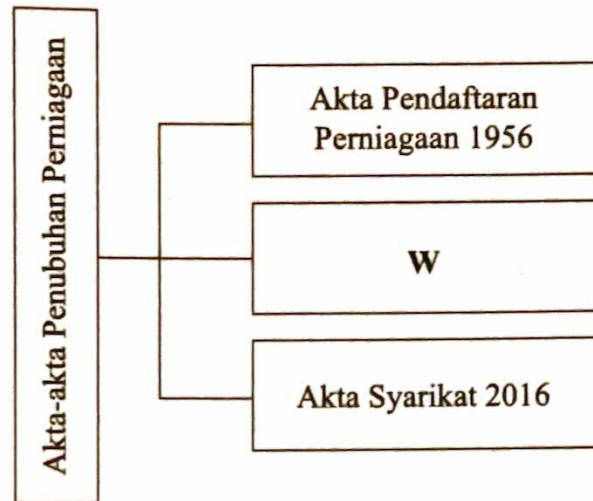 Akta-akta Penubuhan Perniagaan
Akta Pendaftaran
Perniagaan 1956
W
Akta Syarikat 2016